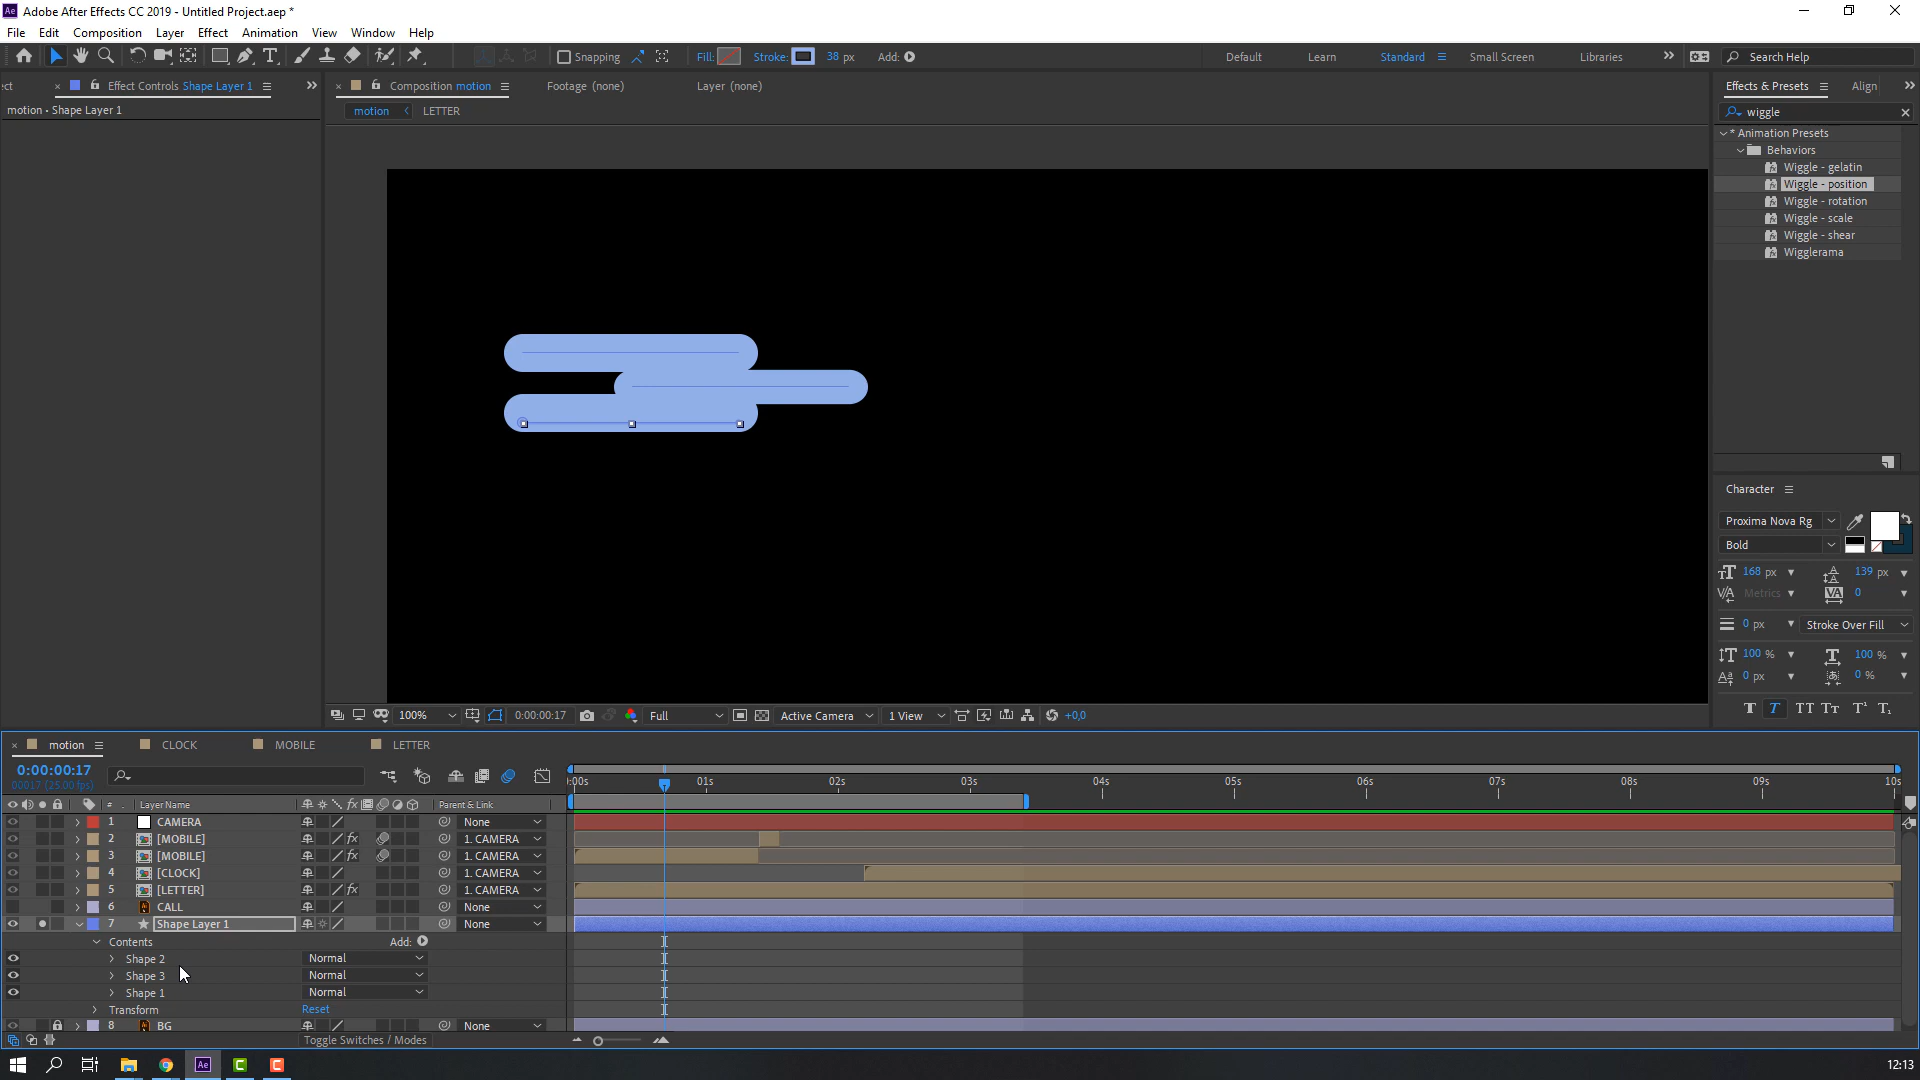 Adobe After Effects CC 2019 - Untitled Project.aep *
File Edit Composition Layer Effect Animation View Window Help
Snapping Fill: Stroke: 38 px Add: Default Learn Standard Small Screen Libraries Search Help
ect Effect Controls Shape Layer 1 Composition motion Footage (none) Layer (none) Effects & Presets Align
motion • Shape Layer 1 motion LETTER wiggle
* Animation Presets
Behaviors
Wiggle - gelatin
Wiggle - position
Wiggle - rotation
Wiggle - scale
Wiggle - shear
Wigglerama
Character
Proxima Nova Rg
Bold
168 px 139 px
Metrics 0
0 px Stroke Over Fill
100 % 100 %
0 px 0 %
100% 0:00:00:17 Full Active Camera 1 View +0,0
motion CLOCK MOBILE LETTER
0:00:00:17
00017 (25.00 fps)
:00s 01s 02s 03s 04s 05s 06s 07s 08s 09s 10s
# Layer Name Parent & Link
1 CAMERA None
2 [MOBILE] 1. CAMERA
3 [MOBILE] 1. CAMERA
4 [CLOCK] 1. CAMERA
5 [LETTER] 1. CAMERA
6 CALL None
7 Shape Layer 1 None
Contents Add:
Shape 2 Normal
Shape 3 Normal
Shape 1 Normal
Transform Reset
8 BG None
Toggle Switches / Modes
12:13